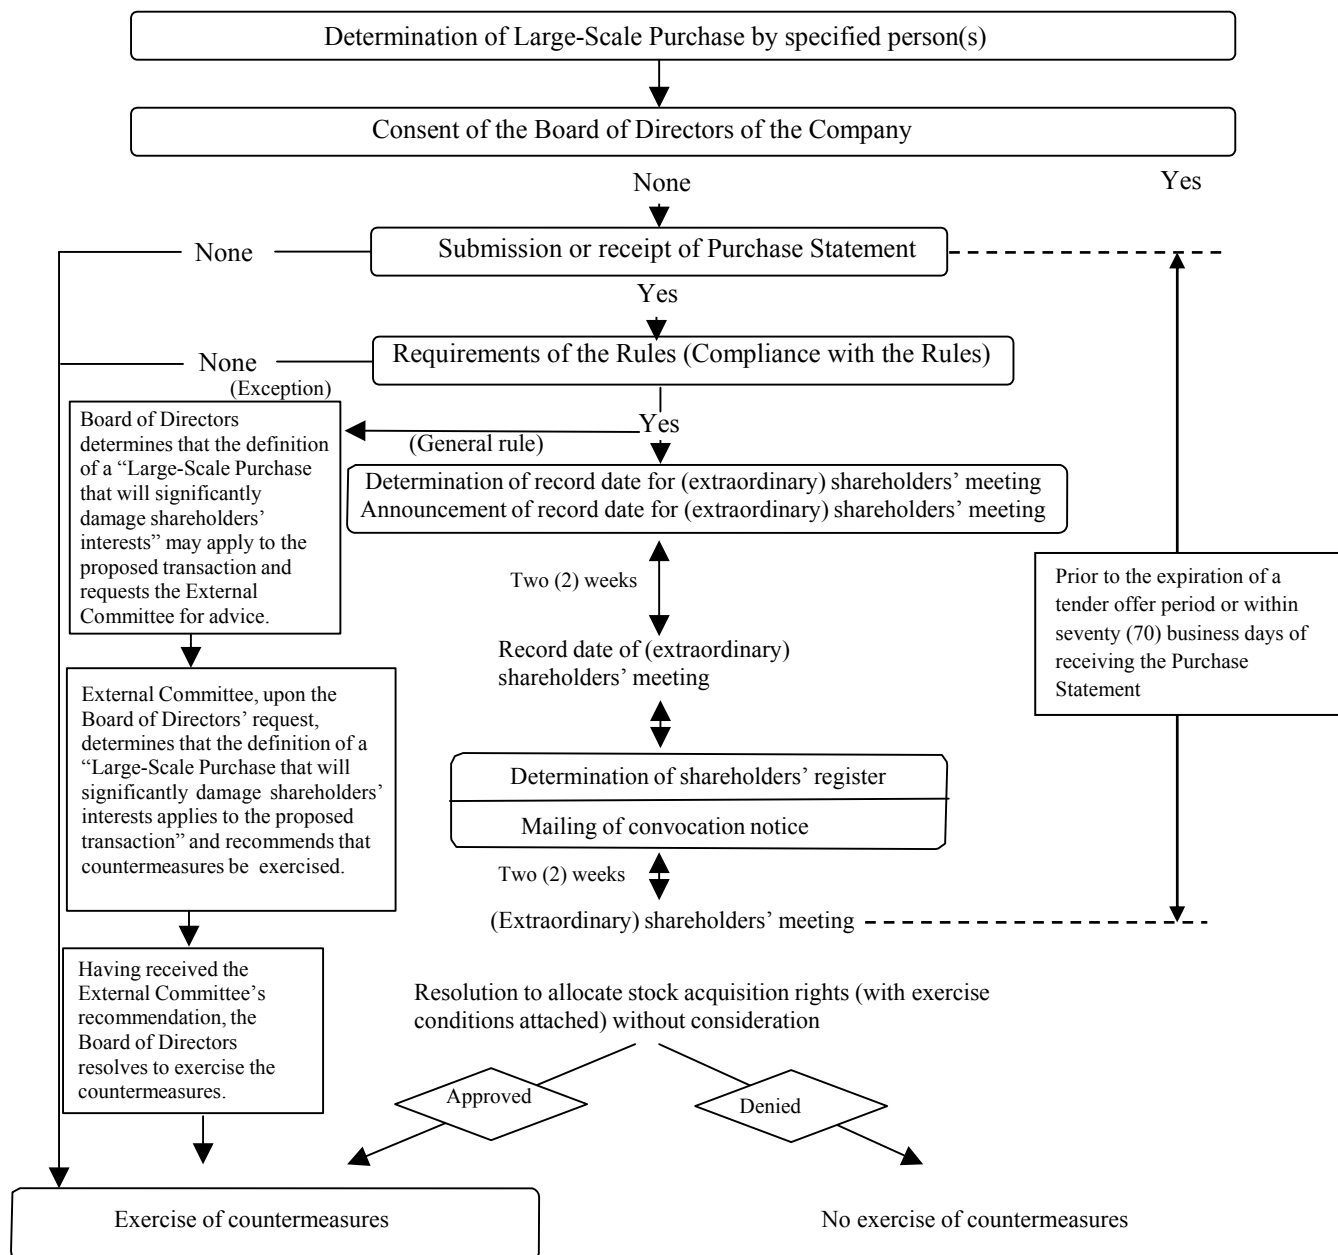 Determination of Large-Scale Purchase by specified person(s)
Consent of the Board of Directors of the Company
None
Yes
None
Submission or receipt of Purchase Statement
Yes
None
Requirements of the Rules (Compliance with the Rules)
(Exception)
Yes
(General rule)
Board of Directors
determines that the definition
of a “Large-Scale Purchase
that will significantly
damage shareholders’
interests” may apply to the
proposed transaction and
requests the External
Committee for advice.
Determination of record date for (extraordinary) shareholders’ meeting
Announcement of record date for (extraordinary) shareholders’ meeting
Two (2) weeks
Prior to the expiration of a
tender offer period or within
seventy (70) business days of
receiving the Purchase
Statement
Record date of (extraordinary)
shareholders’ meeting
External Committee, upon the
Board of Directors’ request,
determines that the definition of a
“Large-Scale Purchase that will
significantly damage shareholders’
interests applies to the proposed
transaction” and recommends that
countermeasures be exercised.
Determination of shareholders’ register
Mailing of convocation notice
Two (2) weeks
(Extraordinary) shareholders’ meeting
Having received the
External Committee’s
recommendation, the
Board of Directors
resolves to exercise the
countermeasures.
Resolution to allocate stock acquisition rights (with exercise
conditions attached) without consideration
Approved
Denied
Exercise of countermeasures
No exercise of countermeasures